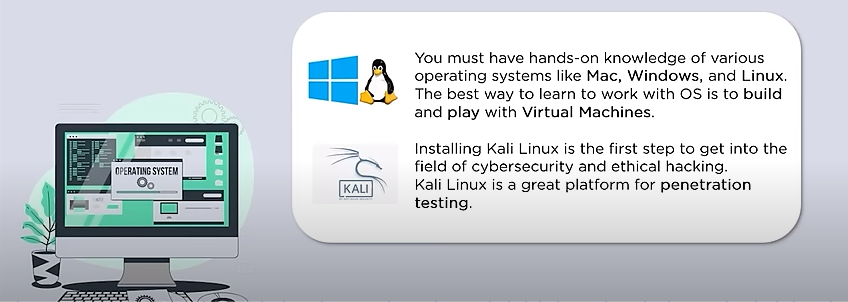 You must have hands-on knowledge of various
operating systems like Mac, Windows, and Linux.
The best way to learn to work with OS is to build
and play with Virtual Machines.
Installing Kali Linux is the first step to get into the
field of cybersecurity and ethical hacking.
Kali Linux is a great platform for penetration
testing.
OPERATING SYSTEM
KALI